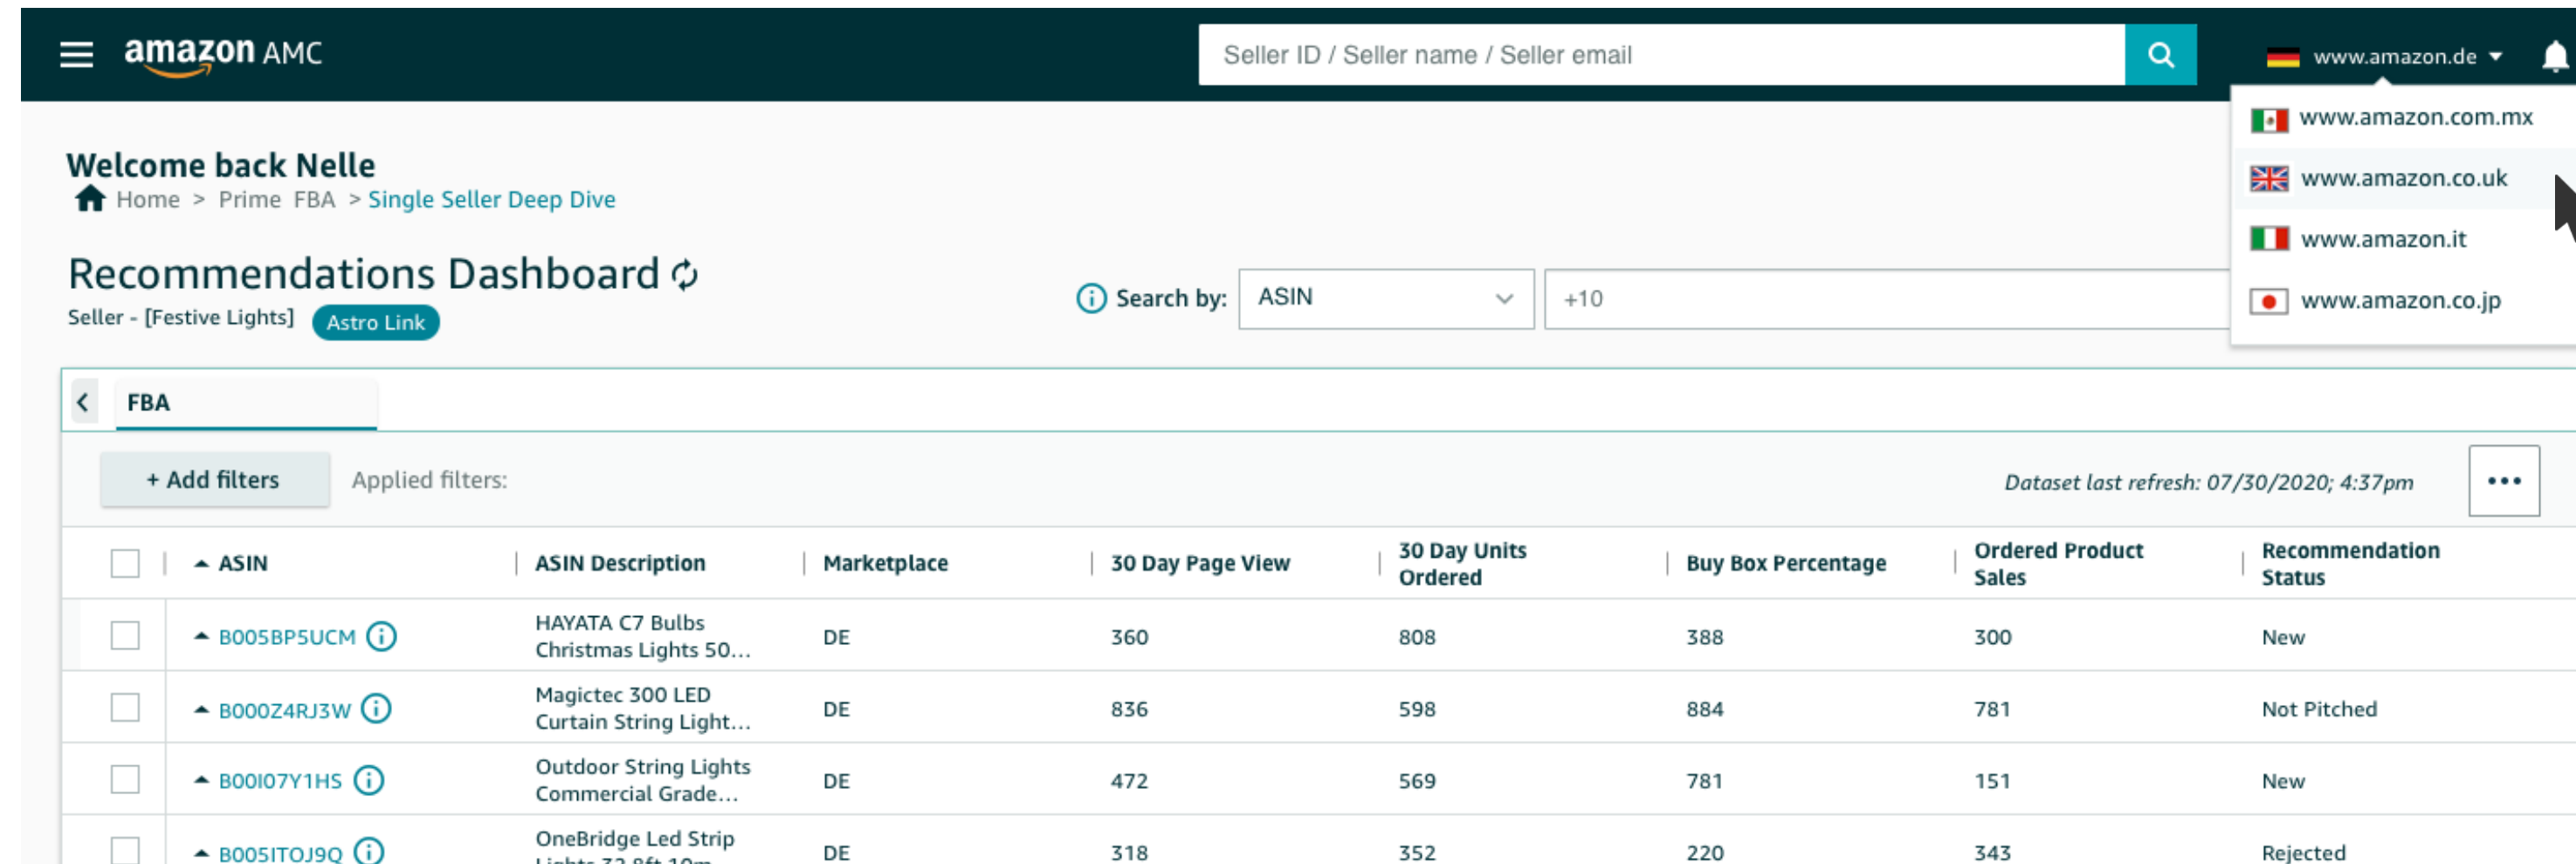 amazon AMC
Seller ID / Seller name / Seller email
www.amazon.de
www.amazon.com.mx
www.amazon.co.uk
www.amazon.it
www.amazon.co.jp
Welcome back Nelle
Home > Prime FBA > Single Seller Deep Dive
Recommendations Dashboard
Seller - [Festive Lights] Astro Link
Search by: ASIN +10
FBA
+ Add filters Applied filters: Dataset last refresh: 07/30/2020; 4:37pm
ASIN ASIN Description Marketplace 30 Day Page View 30 Day Units Ordered Buy Box Percentage Ordered Product Sales Recommendation Status
B005BP5UCM HAYATA C7 Bulbs Christmas Lights 50... DE 360 808 388 300 New
B000Z4RJ3W Magictec 300 LED Curtain String Light... DE 836 598 884 781 Not Pitched
B00I07Y1HS Outdoor String Lights Commercial Grade... DE 472 569 781 151 New
B005ITOJ9Q OneBridge Led Strip DE 318 352 220 343 Rejected